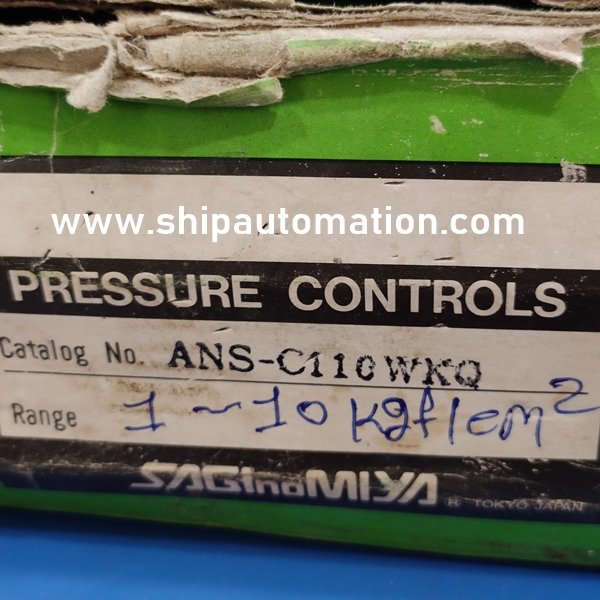 www.shipautomation.com
PRESSURE CONTROLS
Catalog No. ANS-C110WKQ
Range 1~10 kgf/cm²
SAGInoMIYA ® TOKYO JAPAN